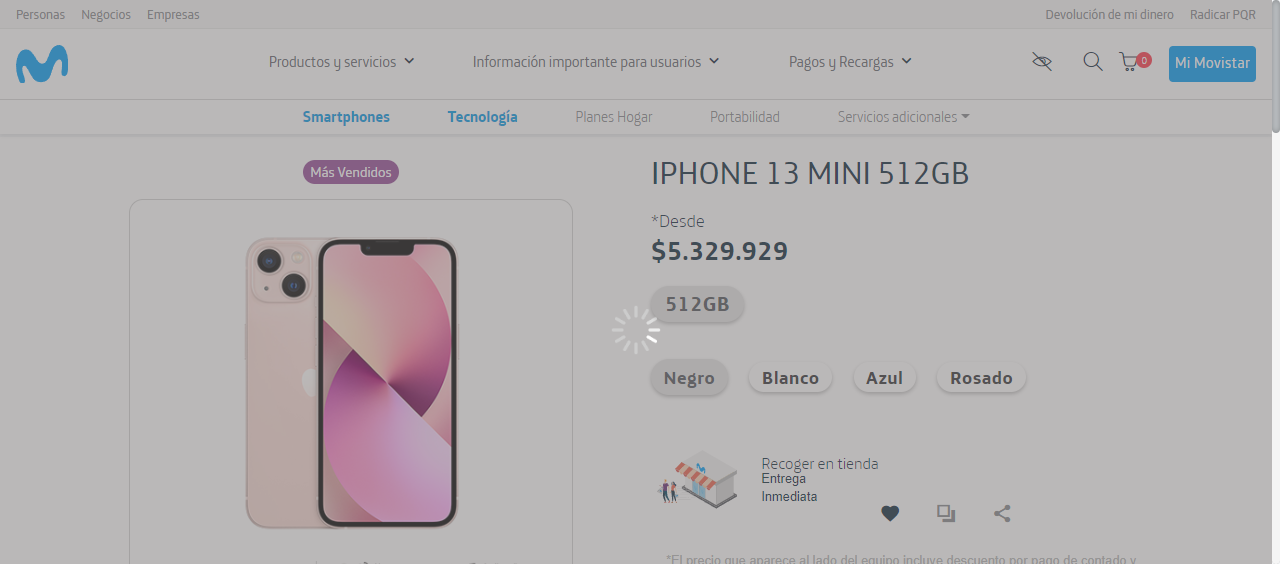 Personas Negocios Empresas Devolución de mi dinero Radicar PQR
Productos y servicios Información importante para usuarios Pagos y Recargas 0 Mi Movistar
Smartphones Tecnología Planes Hogar Portabilidad Servicios adicionales
Más Vendidos
IPHONE 13 MINI 512GB
*Desde
$5.329.929
512GB
Negro Blanco Azul Rosado
Recoger en tienda
Entrega
Inmediata
*El precio que aparece al lado del equipo incluye descuento por pago de contado y